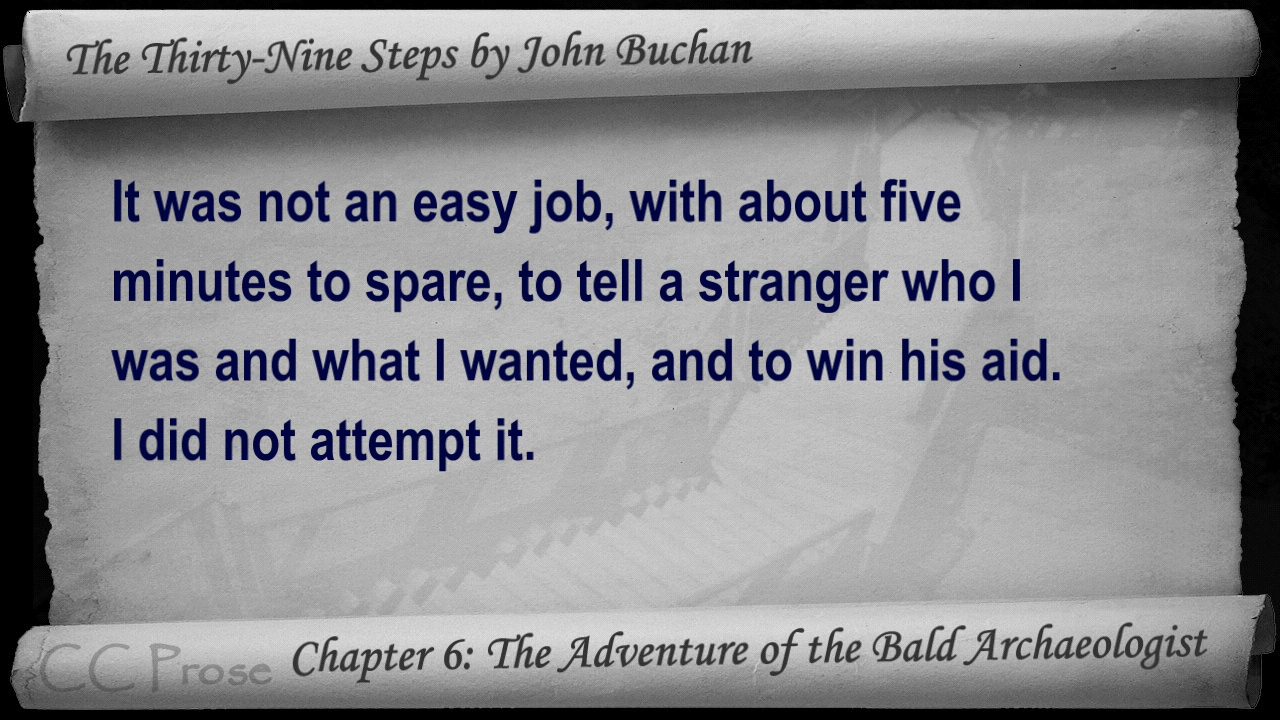 The Thirty-Nine Steps by John Buchan
It was not an easy job, with about five
minutes to spare, to tell a stranger who I
was and what I wanted, and to win his aid.
I did not attempt it.
CC Prose
Chapter 6: The Adventure of the Bald Archaeologist